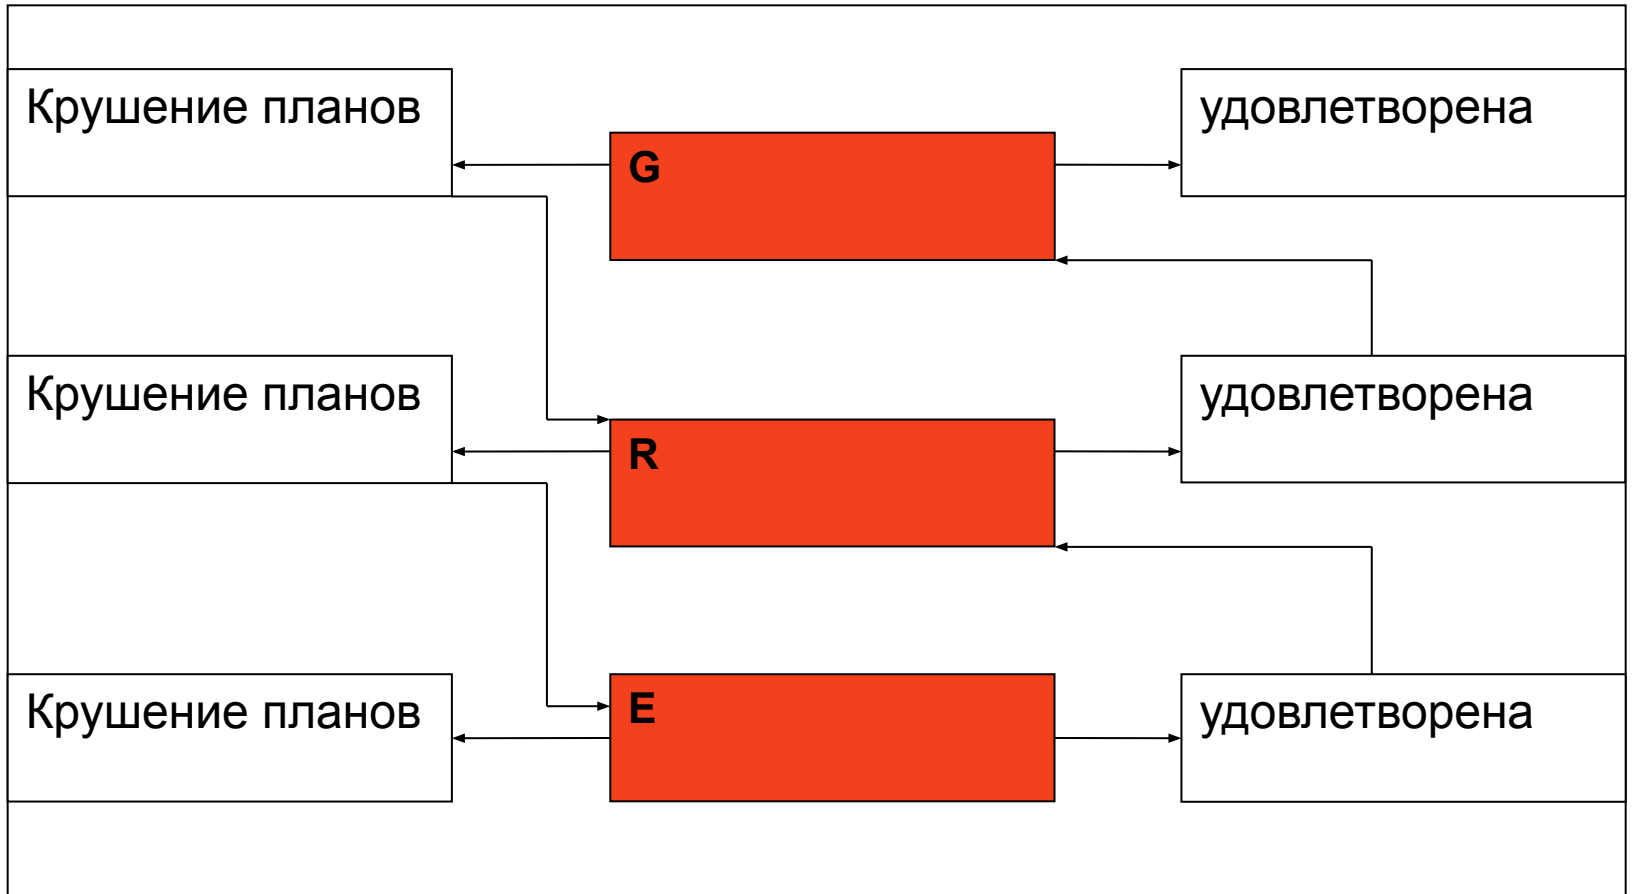 Крушение планов
G
удовлетворена
Крушение планов
R
удовлетворена
Крушение планов
E
удовлетворена